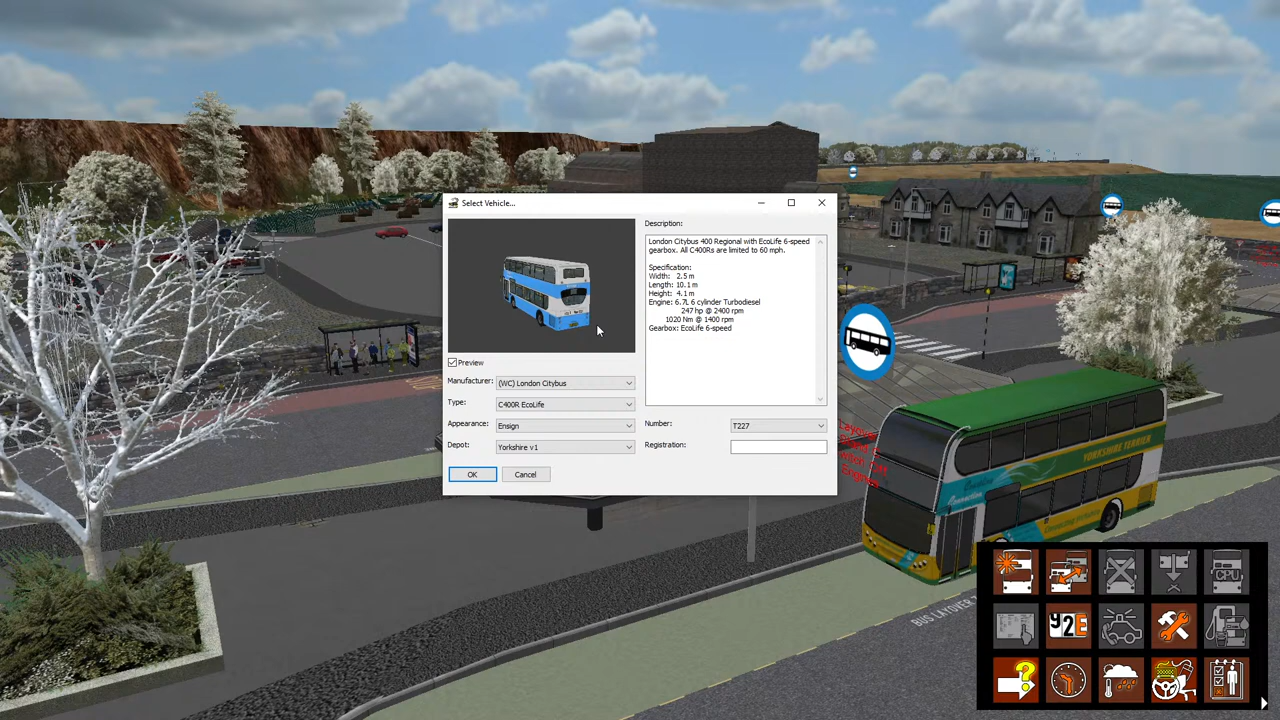 Select Vehicle...
Description:
London Citybus 400 Regional with EcoLife 6-speed
gearbox. All C400Rs are limited to 60 mph.
Specification:
Width: 2.5 m
Length: 10.1 m
Height: 4.1 m
Engine: 6.7L 6 cylinder Turbodiesel
247 hp @ 2400 rpm
1020 Nm @ 1400 rpm
Gearbox: EcoLife 6-speed
Preview
Manufacturer: (WC) London Citybus
Type: C400R EcoLife
Appearance: Ensign
Number: T227
Depot: Yorkshire v1
Registration:
OK
Cancel
Engine
YORKSHIRE TERRIER
BUS LAYOVER
CPU
92E
?